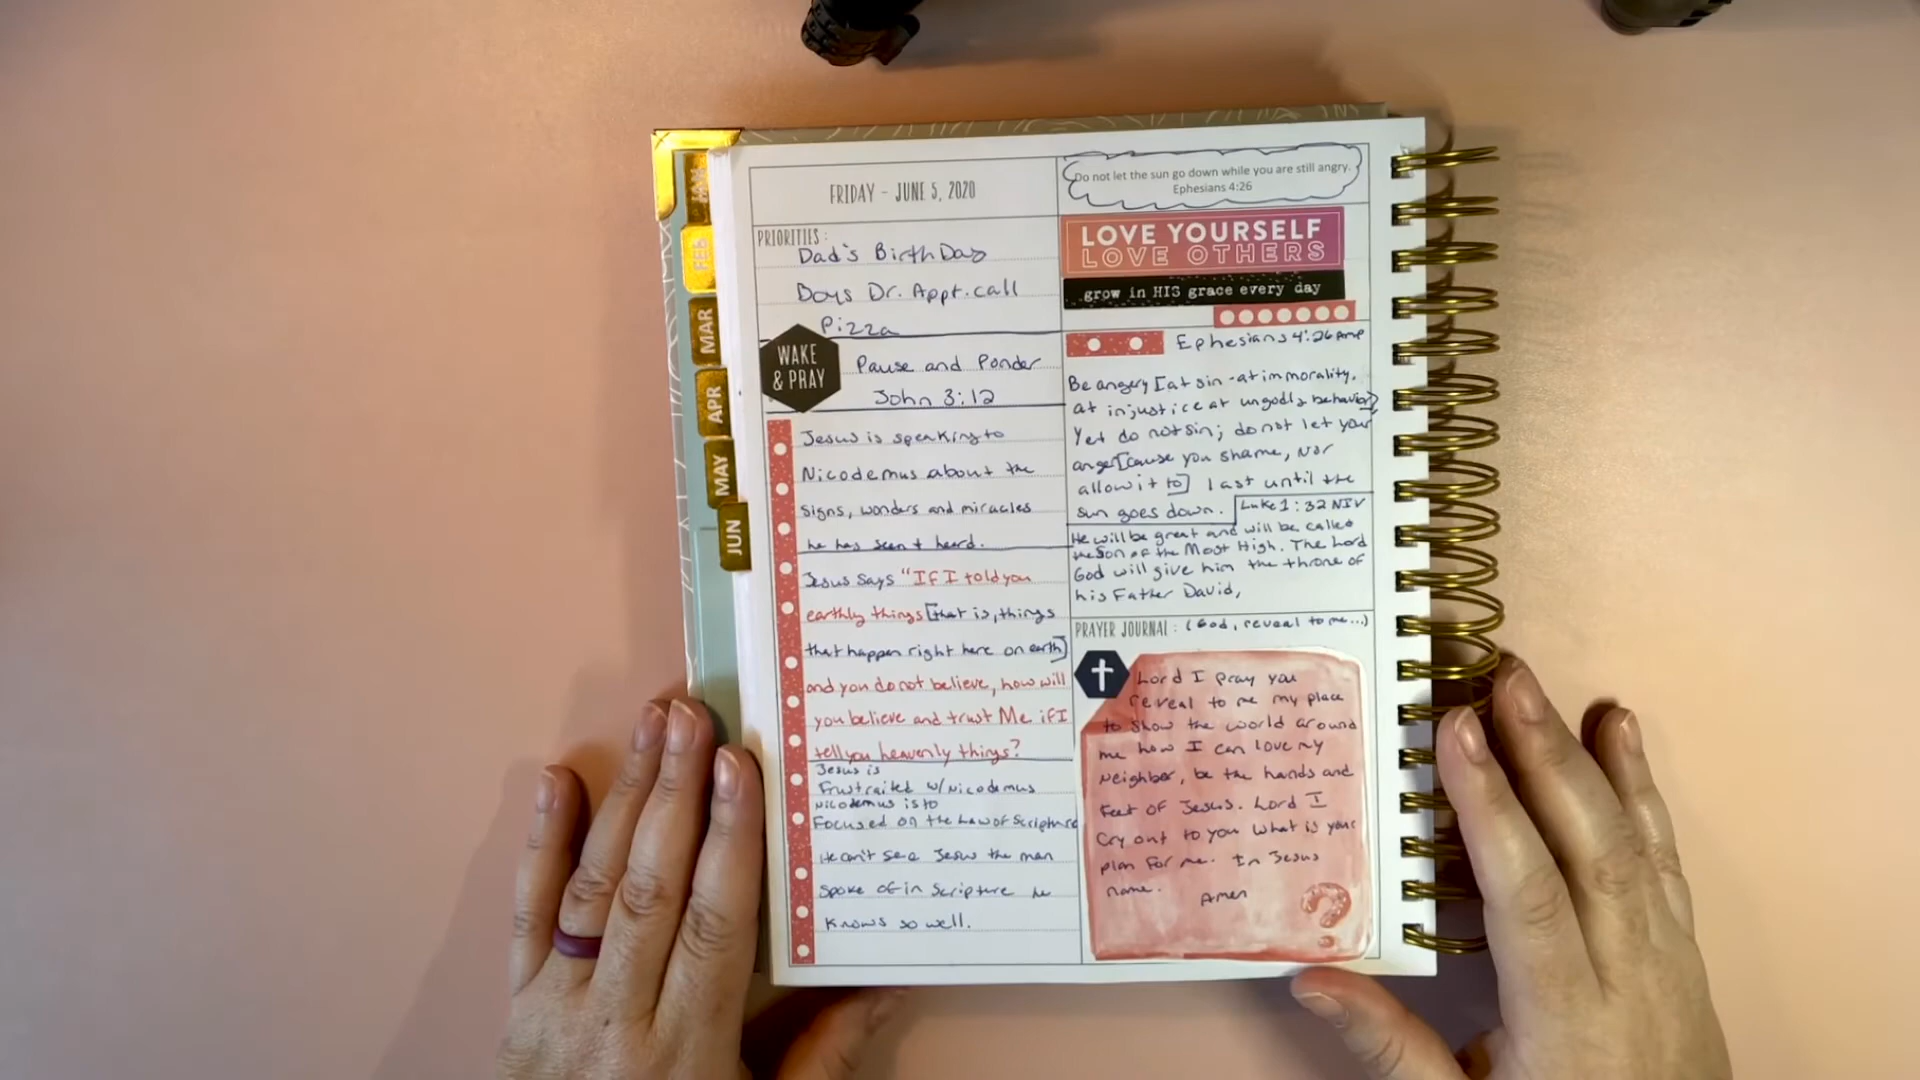 JAN
FEB
MAR
APR
MAY
JUN
FRIDAY - JUNE 5, 2020
PRIORITIES:
Dad's BirthDay
Boys Dr. Appt. call
Pizza
WAKE
& PRAY
Pause and Ponder
John 3:12
Jesus is speaking to
Nicodemus about the
signs, wonders and miracles
he has seen + heard.
Jesus says "If I told you
earthly things [that is, things
that happen right here on earth]
and you do not believe, how will
you believe and trust Me if I
tell you heavenly things?
Jesus is
Frustraited w/Nicodemus
Nicodemus is to
Focused on the Law of Scripture
He can't see Jesus the man
Spoke of in Scripture he
Knows so well.
Do not let the sun go down while you are still angry.
Ephesians 4:26
LOVE YOURSELF
LOVE OTHERS
grow in HIS grace every day
Ephesians 4:26 Amp
Be angery [at sin - at immorality,
at injustice at ungodly behavior]
Yet do not sin; do not let your
anger [cause you shame, nor
allow it to] last until the
sun goes down.
Luke 1:32 NIV
He will be great and will be called
the Son of the Most High. The Lord
God will give him the throne of
his Father David,
PRAYER JOURNAL: (God, reveal to me...)
Lord I pray you
reveal to me my place
to show the world around
me how I can love my
Neighbor, be the hands and
Feet of Jesus. Lord I
Cry out to you what is your
plan for me. In Jesus
name.
Amen
?